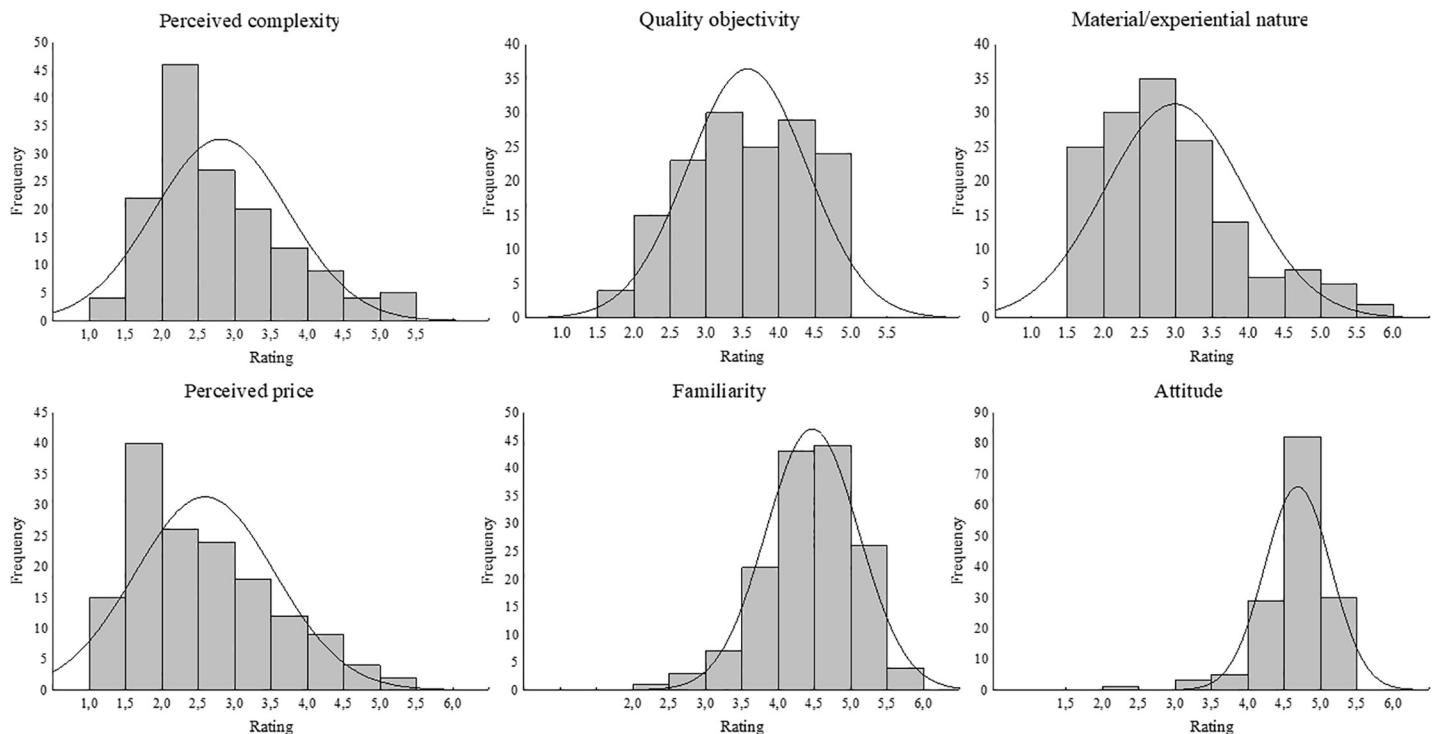 Perceived complexity
50
45
40
35
30
25
20
15
10
5
0
Frequency
1,0 1,5 2,0 2,5 3,0 3,5 4,0 4,5 5,0 5,5
Rating
Quality objectivity
40
35
30
25
20
15
10
5
0
Frequency
1.0 2.0 2.5 3.0 3.5 4.0 4.5 5.0 5.5
Rating
Material/experiential nature
40
35
30
25
20
15
10
5
0
Frequency
1.5 2.0 2.5 3.0 3.5 4.0 4.5 5.0 5.5 6.0
Rating
Perceived price
45
40
35
30
25
20
15
10
5
0
Frequency
1,0 1,5 2,0 2,5 3,0 3,5 4,0 4,5 5,0 5,5 6,0
Rating
Familiarity
50
45
40
35
30
25
20
15
10
5
0
Frequency
2,0 2,5 3,0 3,5 4,0 4,5 5,0 5,5 6,0
Rating
Attitude
90
80
70
60
50
40
30
20
10
0
Frequency
1,5 2,0 2,5 3,0 3,5 4,0 4,5 5,0 5,5 6,0
Rating